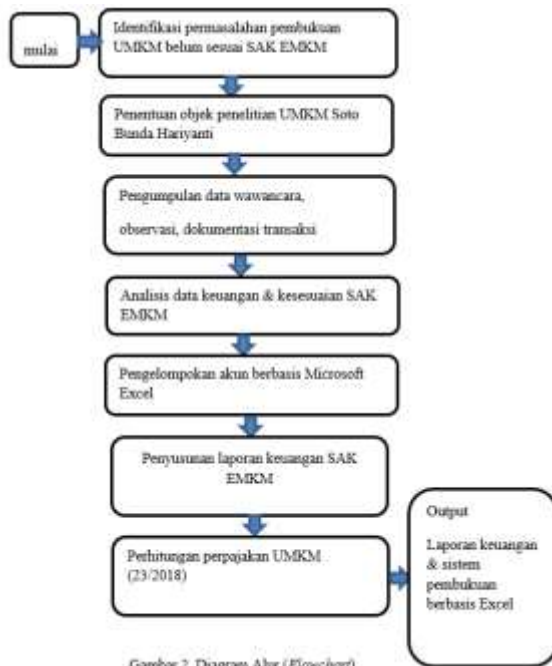 mulai
Identifikasi permasalahan pembukuan
UMKM belum sesuai SAK EMKM
Penentuan objek penelitian UMKM Soto
Bunda Hariyanti
Pengumpulan data wawancara,
observasi, dokumentasi transaksi
Analisis data keuangan & kesesuaian SAK
EMKM
Pengelompokan akun berbasis Microsoft
Excel
Penyusunan laporan keuangan SAK
EMKM
Perhitungan perpajakan UMKM
(23/2018)
Output
Laporan keuangan
& sistem
pembukuan
berbasis Excel
Gambar 2. Diagram Alur (Flowchart)